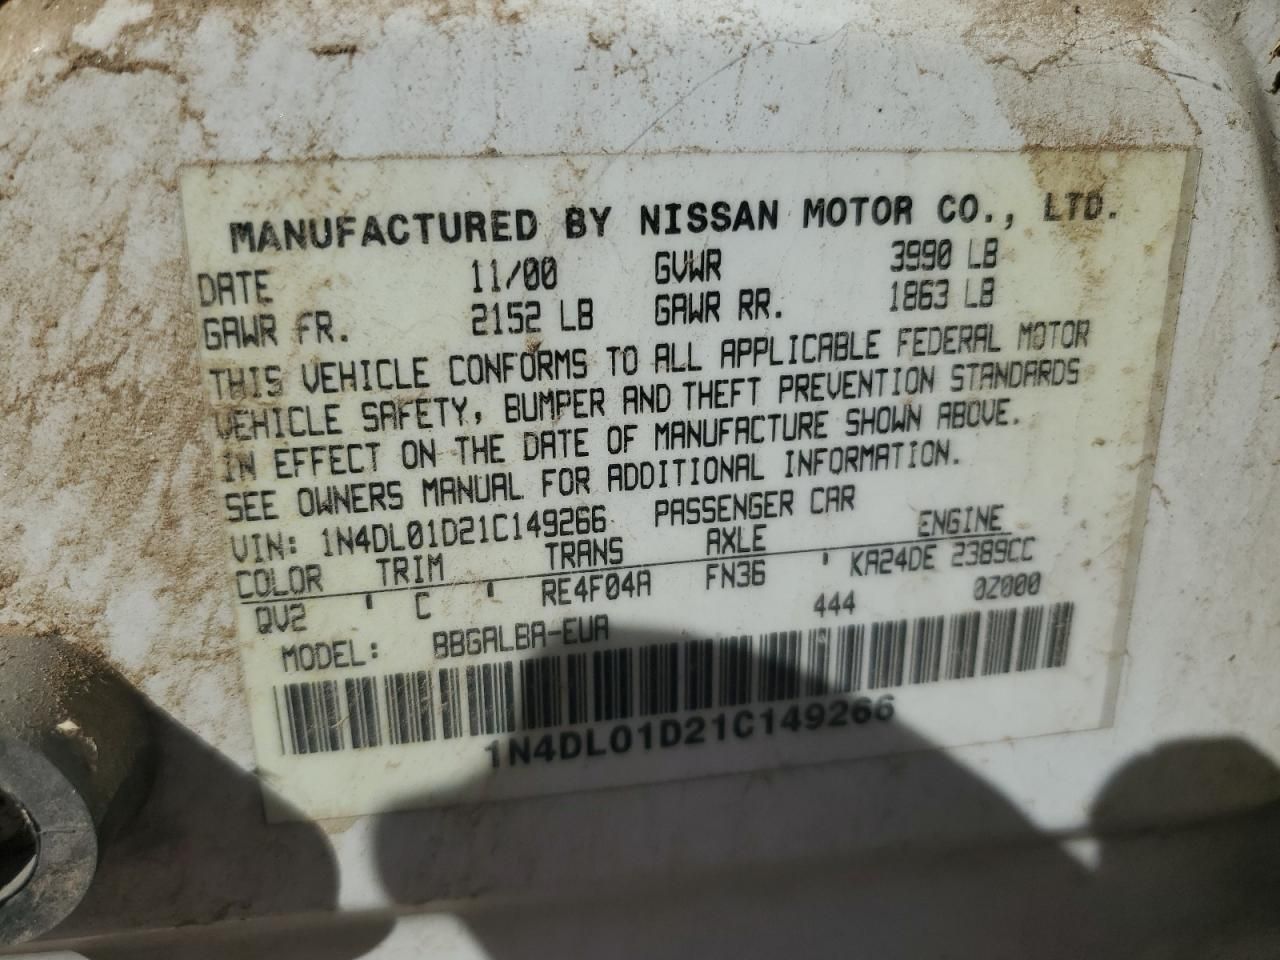 MANUFACTURED BY NISSAN MOTOR CO., LTD.
DATE 11/00 GVWR 3990 LB
GAWR FR. 2152 LB GAWR RR. 1863 LB
THIS VEHICLE CONFORMS TO ALL APPLICABLE FEDERAL MOTOR
VEHICLE SAFETY, BUMPER AND THEFT PREVENTION STANDARDS
IN EFFECT ON THE DATE OF MANUFACTURE SHOWN ABOVE.
SEE OWNERS MANUAL FOR ADDITIONAL INFORMATION.
VIN: 1N4DL01D21C149266 PASSENGER CAR
COLOR TRIM TRANS AXLE ENGINE
QV2 ' C ' RE4F04A FN36 ' KA24DE 2389CC
MODEL: BBGALBA-EUA 444 0Z000
1N4DL01D21C149266